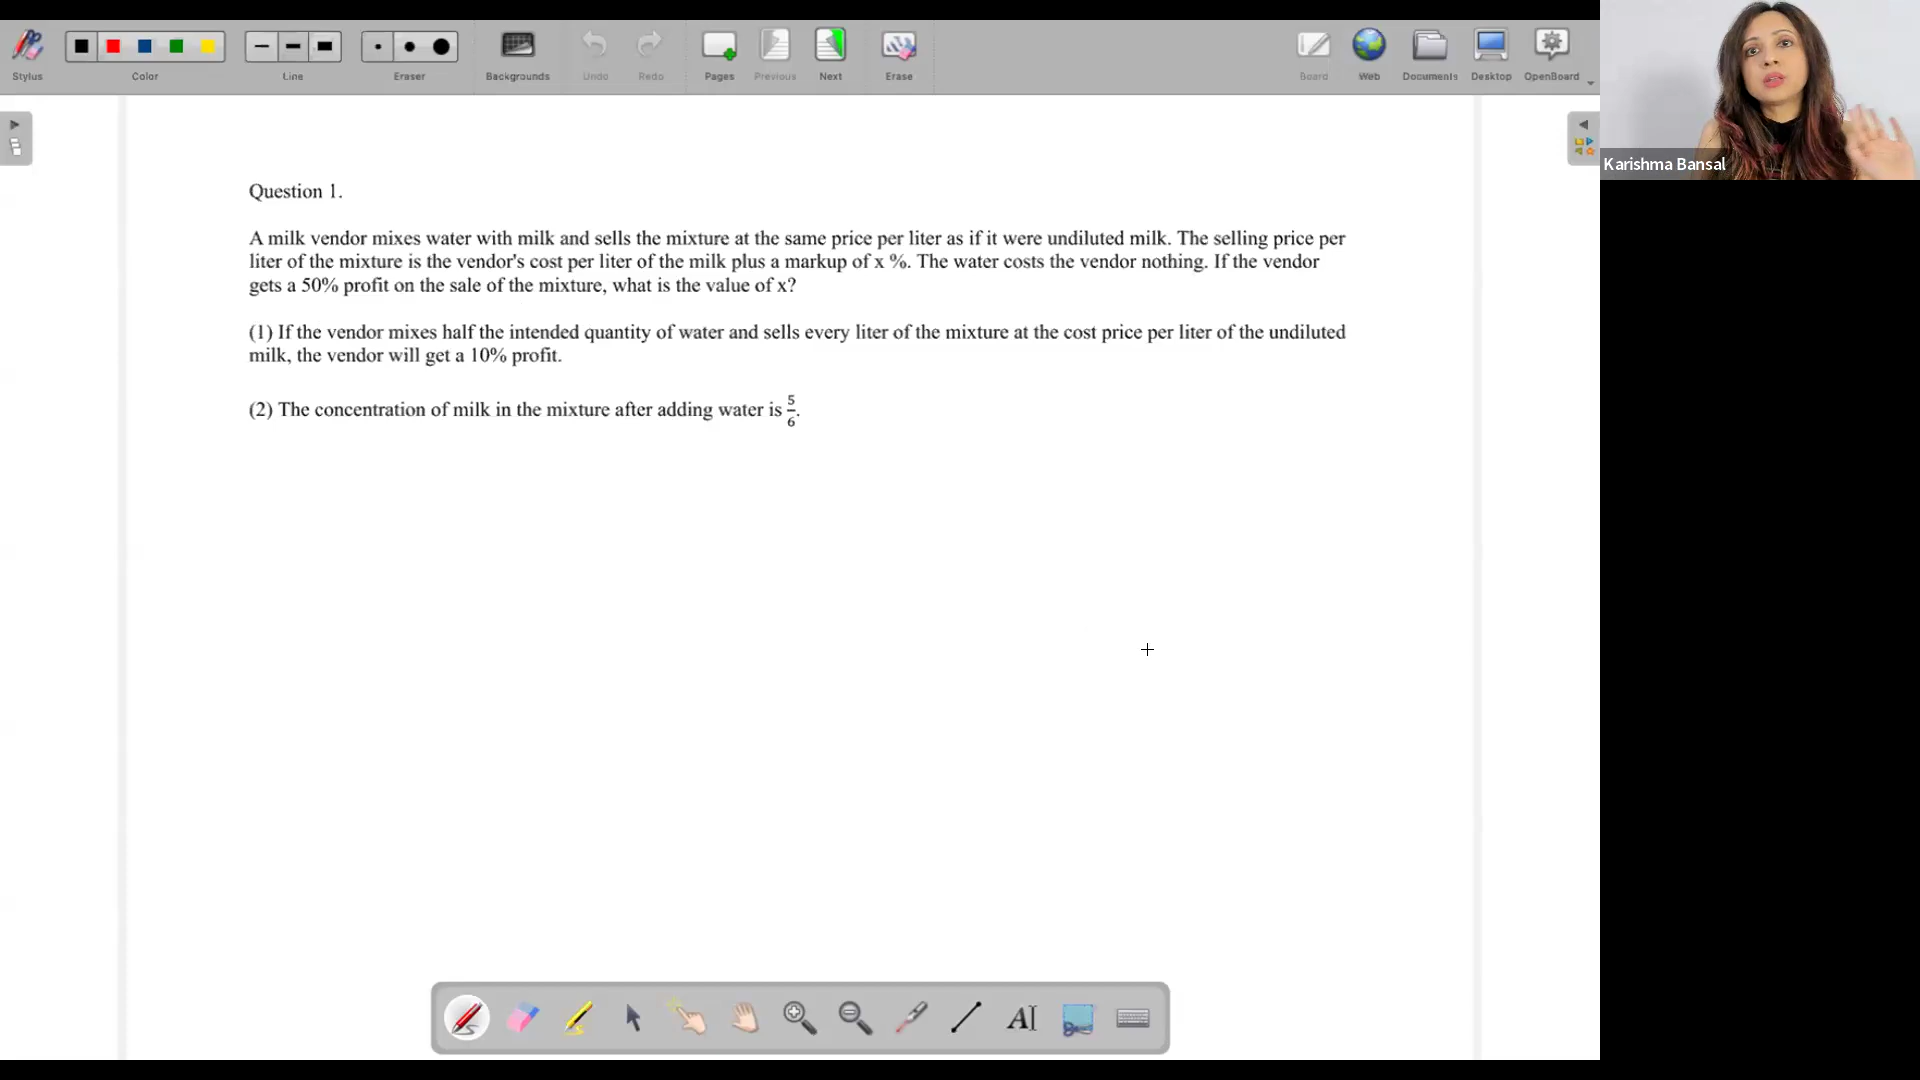 Stylus
Color
Line
Eraser
Backgrounds
Undo
Redo
Pages
Previous
Next
Erase
Board
Web
Documents
Desktop
OpenBoard
Karishma Bansal
Question 1.
A milk vendor mixes water with milk and sells the mixture at the same price per liter as if it were undiluted milk. The selling price per
liter of the mixture is the vendor's cost per liter of the milk plus a markup of x %. The water costs the vendor nothing. If the vendor
gets a 50% profit on the sale of the mixture, what is the value of x?
(1) If the vendor mixes half the intended quantity of water and sells every liter of the mixture at the cost price per liter of the undiluted
milk, the vendor will get a 10% profit.
(2) The concentration of milk in the mixture after adding water is 5/6.
AI